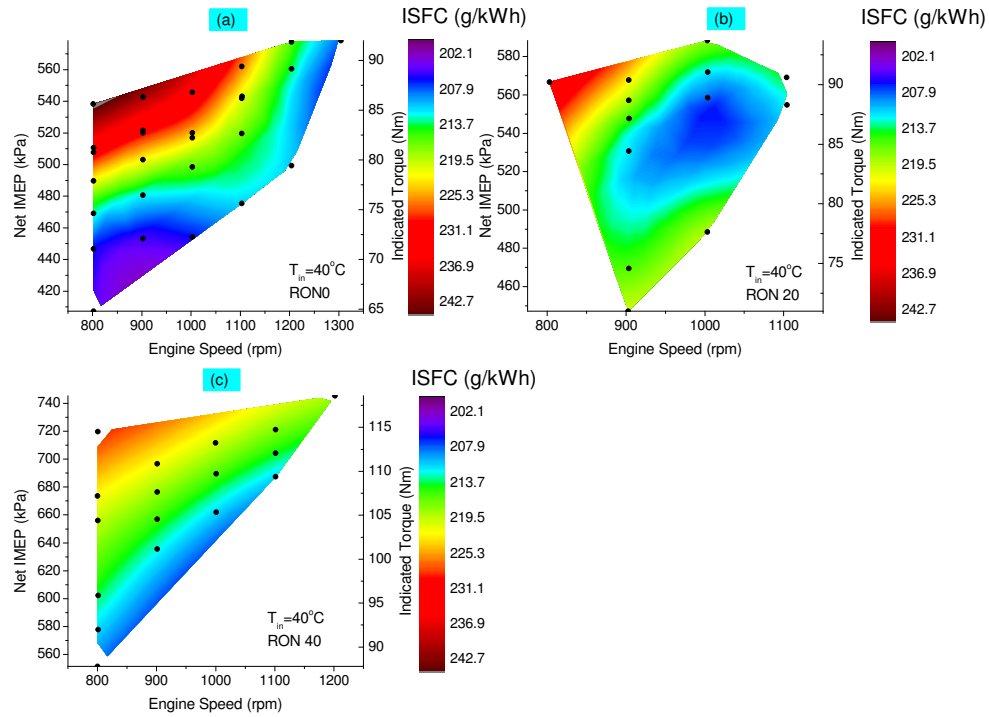 (a)
ISFC (g/kWh)
560
540
520
500
480
460
440
420
Net IMEP (kPa)
800 900 1000 1100 1200 1300
Engine Speed (rpm)
90
85
80
75
70
65
Indicated Torque (Nm)
T_in=40°C
RON0
202.1
207.9
213.7
219.5
225.3
231.1
236.9
242.7
(b)
ISFC (g/kWh)
580
560
540
520
500
480
460
Net IMEP (kPa)
800 900 1000 1100
Engine Speed (rpm)
90
85
80
75
Indicated Torque (Nm)
T_in=40°C
RON 20
202.1
207.9
213.7
219.5
225.3
231.1
236.9
242.7
(c)
ISFC (g/kWh)
740
720
700
680
660
640
620
600
580
560
Net IMEP (kPa)
800 900 1000 1100 1200
Engine Speed (rpm)
115
110
105
100
95
90
Indicated Torque (Nm)
T_in=40°C
RON 40
202.1
207.9
213.7
219.5
225.3
231.1
236.9
242.7